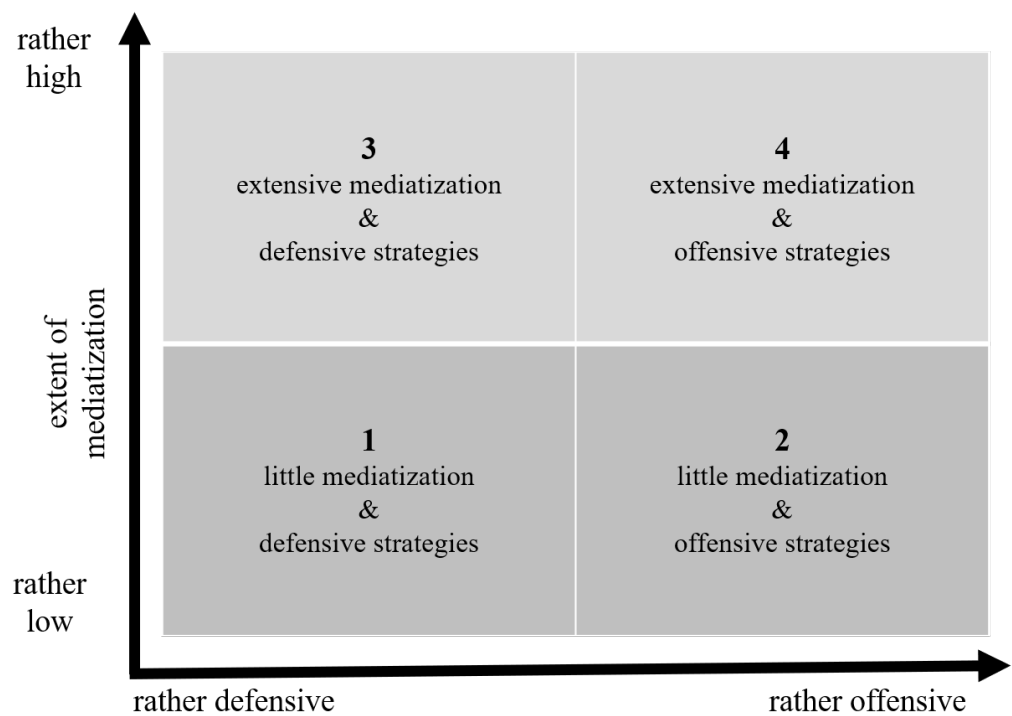 rather
high
3
extensive mediatization
&
defensive strategies
4
extensive mediatization
&
offensive strategies
extent of
mediatization
1
little mediatization
&
defensive strategies
2
little mediatization
&
offensive strategies
rather
low
rather defensive
rather offensive